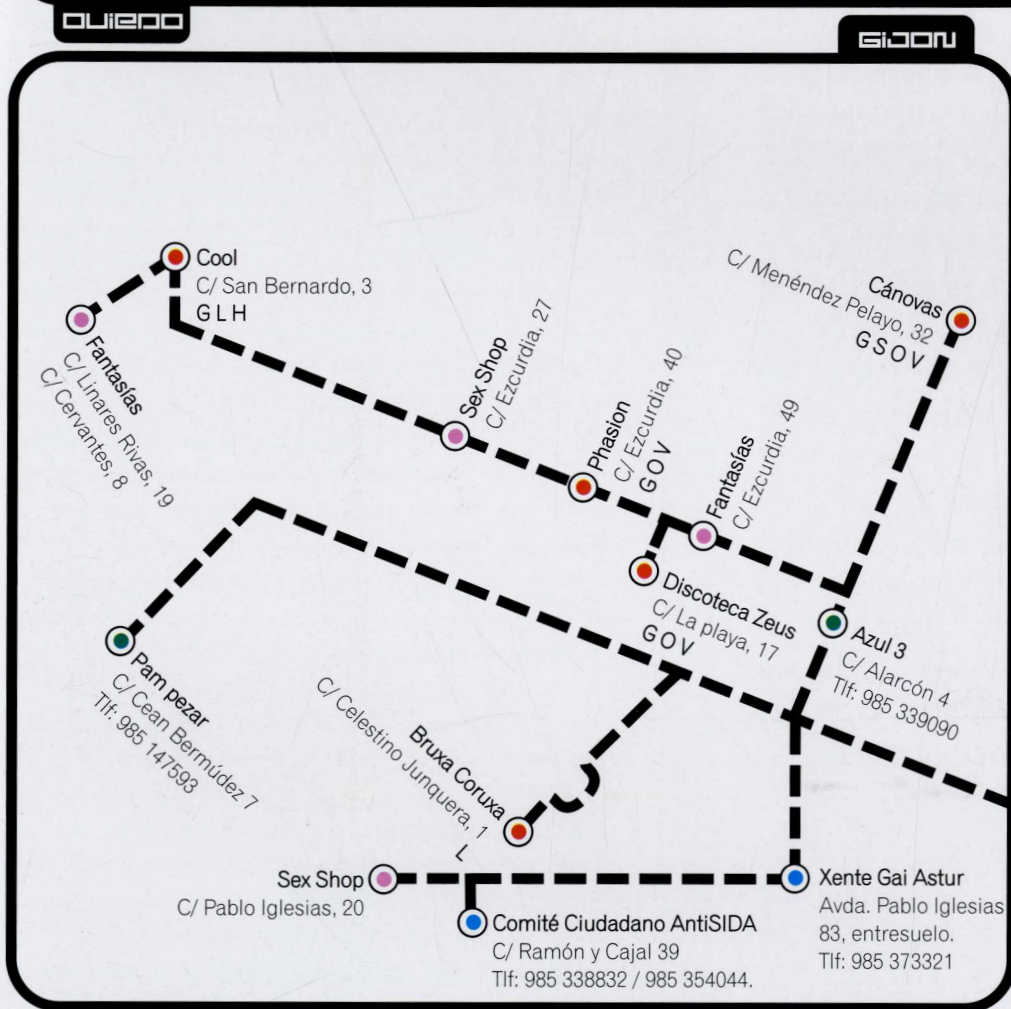 OVIEDO
GIJON
Cool
C/ San Bernardo, 3
G L H
Fantasías
C/ Linares Rivas, 19
C/ Cervantes, 8
Sex Shop
C/ Ezcurdia, 27
Phasion
C/ Ezcurdia, 40
G O V
Fantasías
C/ Ezcurdia, 49
Cánovas
C/ Menéndez Pelayo, 32
G S O V
Discoteca Zeus
C/ La playa, 17
G O V
Azul 3
C/ Alarcón 4
Tlf: 985 339090
Pam pezar
C/ Cean Bermúdez 7
Tlf: 985 147593
Bruxa Coruxa
C/ Celestino Junquera, 1
L
Sex Shop
C/ Pablo Iglesias, 20
Comité Ciudadano AntiSIDA
C/ Ramón y Cajal 39
Tlf: 985 338832 / 985 354044.
Xente Gai Astur
Avda. Pablo Iglesias
83, entresuelo.
Tlf: 985 373321